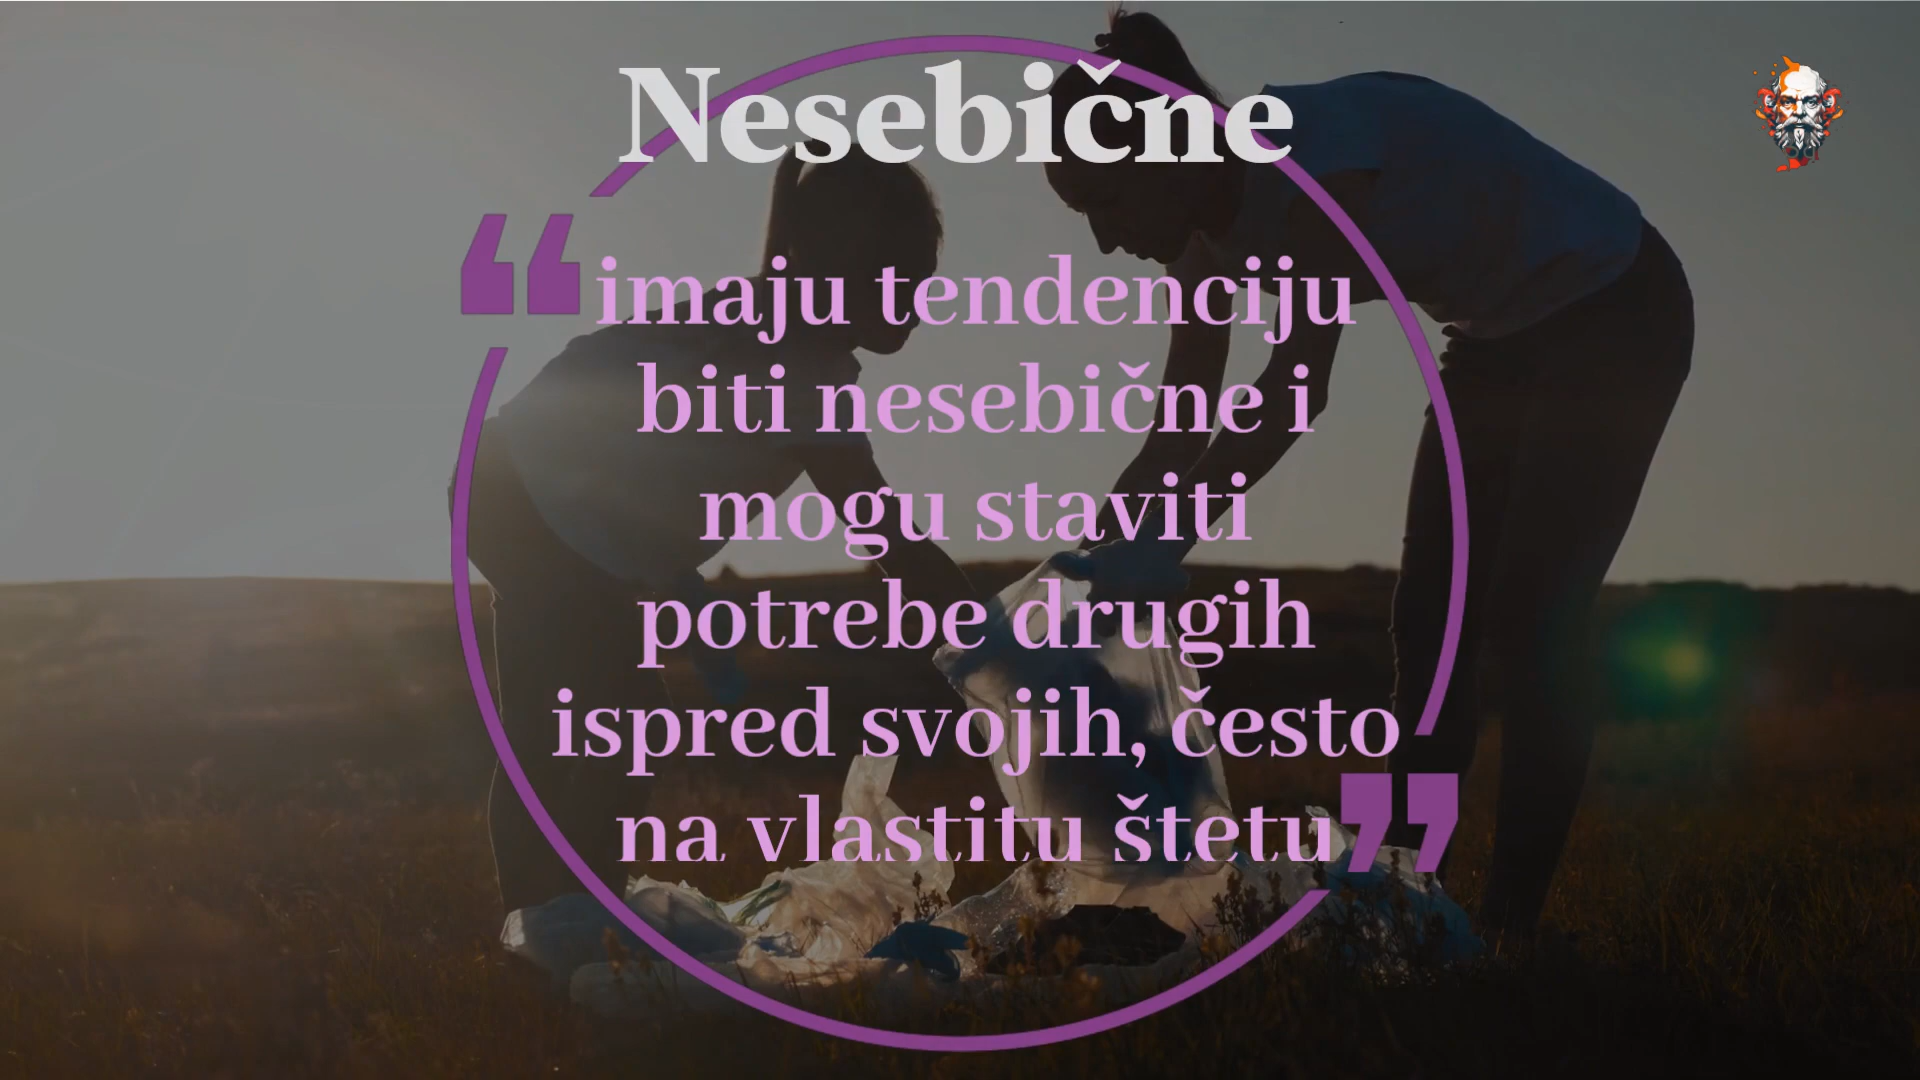 Nesebične
“imaju tendenciju
biti nesebične i
mogu staviti
potrebe drugih
ispred svojih, često
na vlastitu štetu”